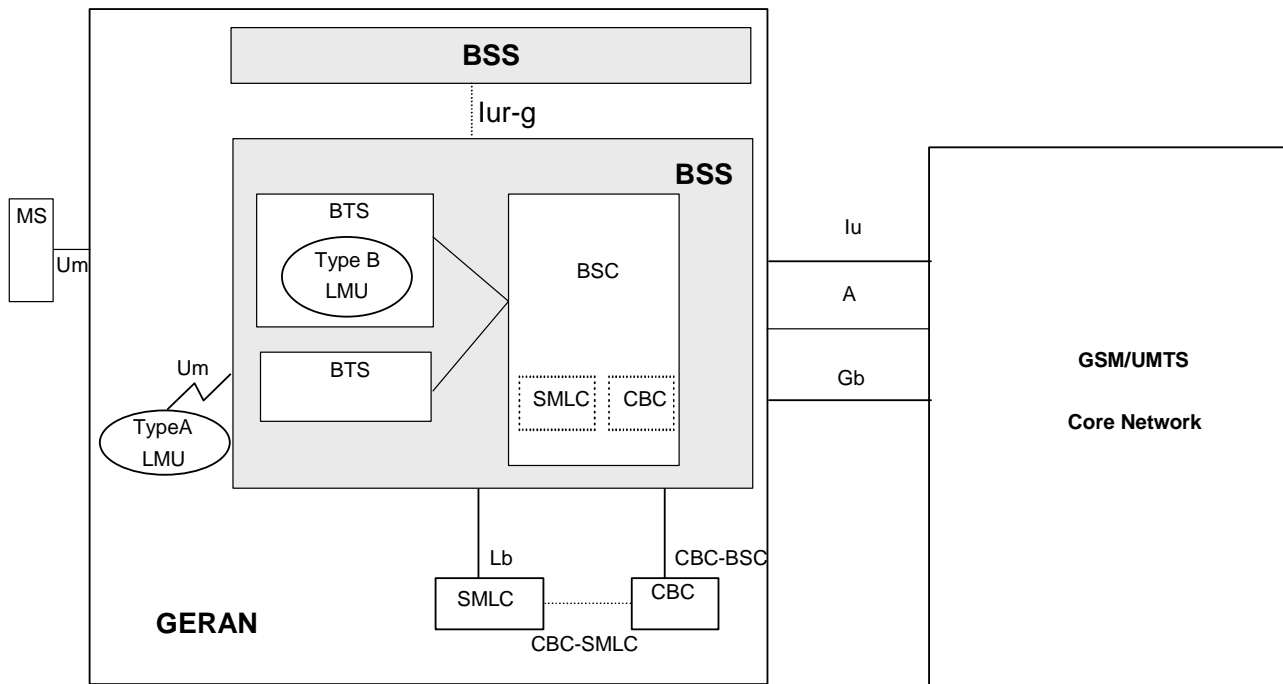 BSS
Iur-g
BSS
MS
BTS
Type B
LMU
BSC
Um
Iu
A
Um
BTS
Gb
SMLC
CBC
GSM/UMTS
Core Network
TypeA
LMU
Lb
CBC-BSC
SMLC
CBC
GERAN
CBC-SMLC